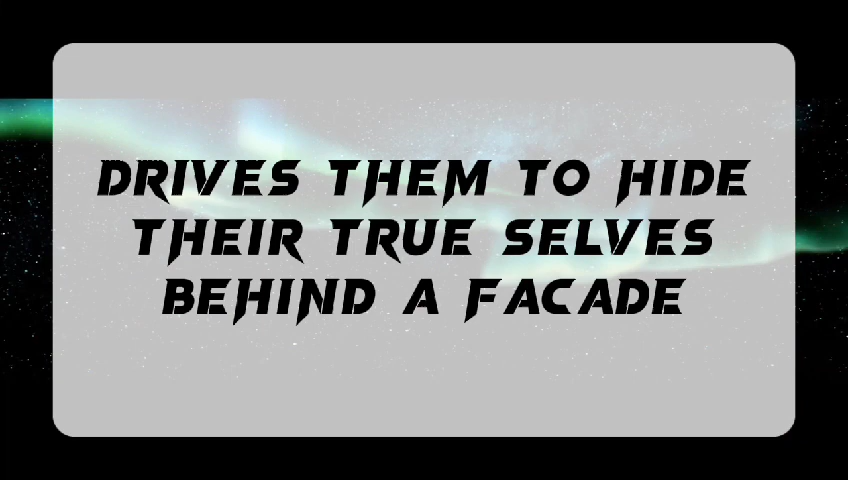 DRIVES THEM TO HIDE
THEIR TRUE SELVES
BEHIND A FACADE